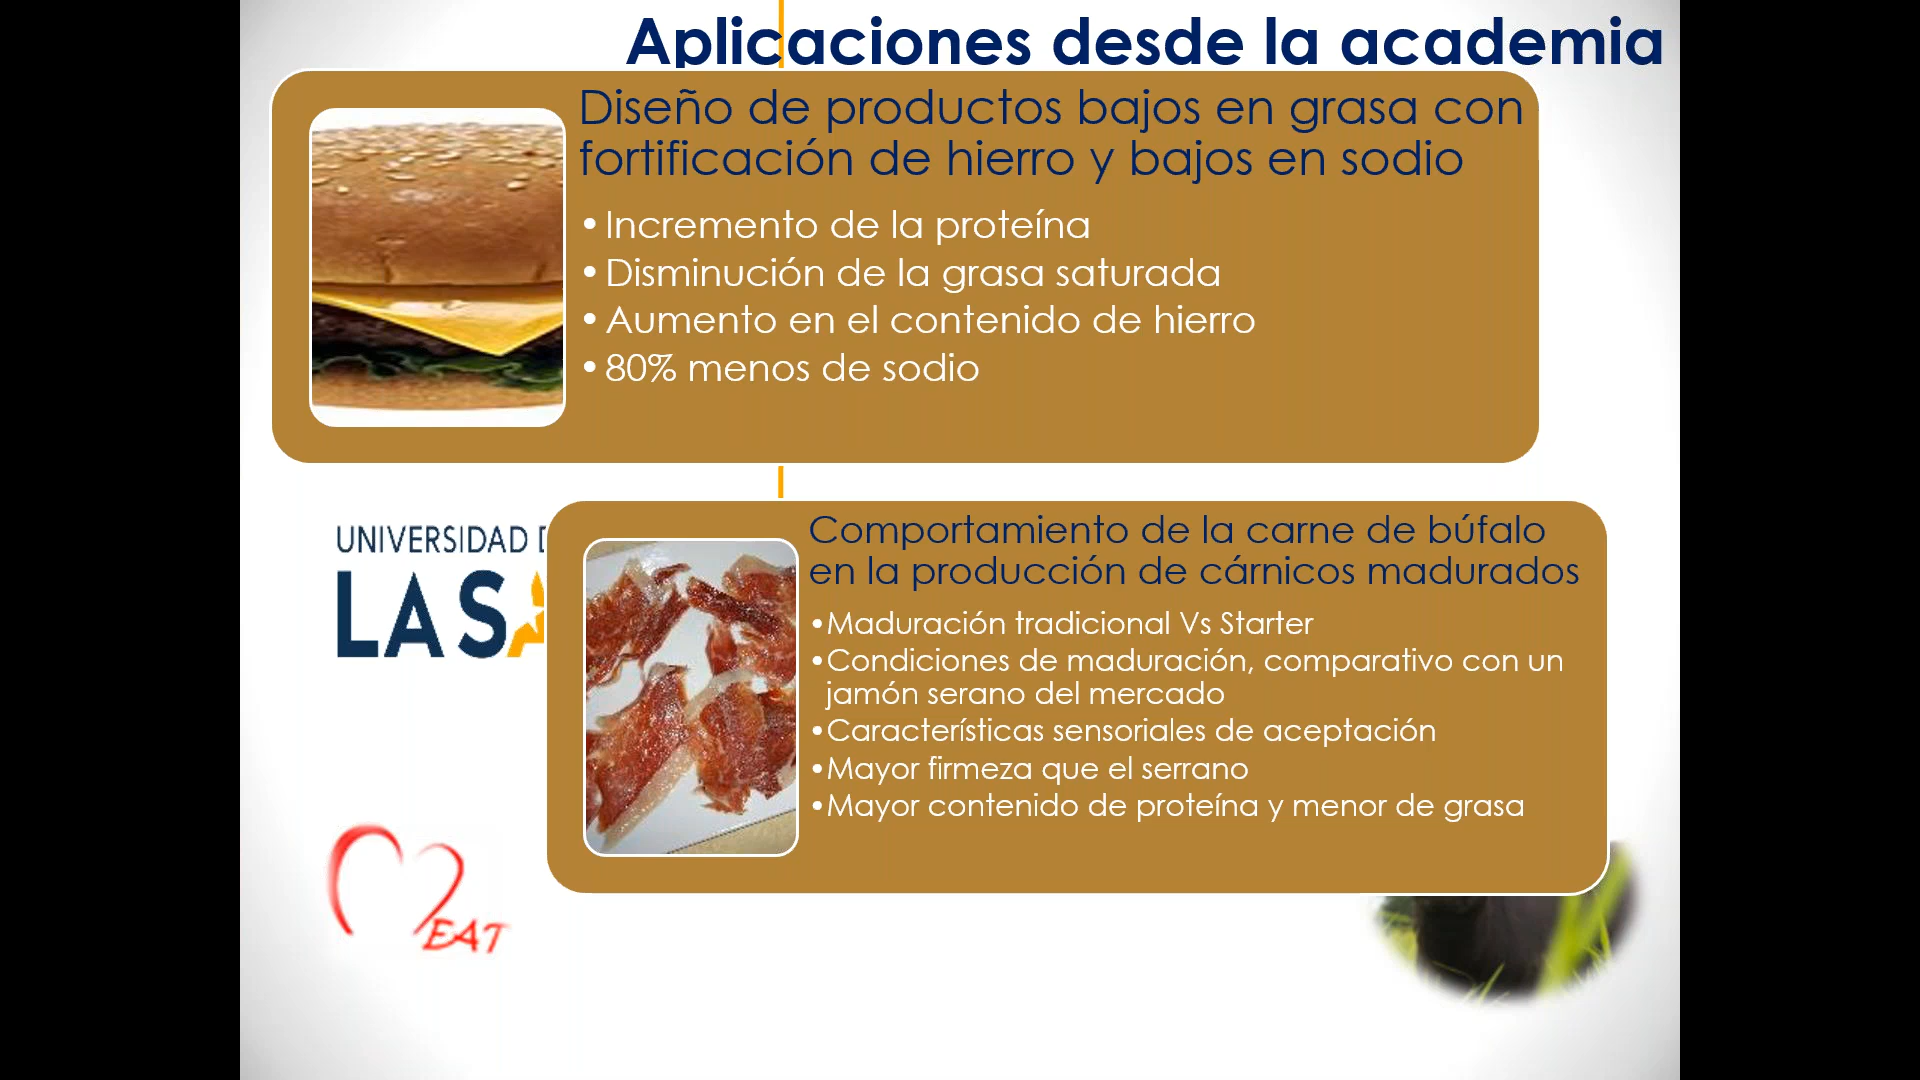 Aplicaciones desde la academia
Diseño de productos bajos en grasa con
fortificación de hierro y bajos en sodio
•Incremento de la proteína
•Disminución de la grasa saturada
•Aumento en el contenido de hierro
•80% menos de sodio
UNIVERSIDAD
LASA
Comportamiento de la carne de búfalo
en la producción de cárnicos madurados
•Maduración tradicional Vs Starter
•Condiciones de maduración, comparativo con un
jamón serano del mercado
•Características sensoriales de aceptación
•Mayor firmeza que el serrano
•Mayor contenido de proteína y menor de grasa
MEAT